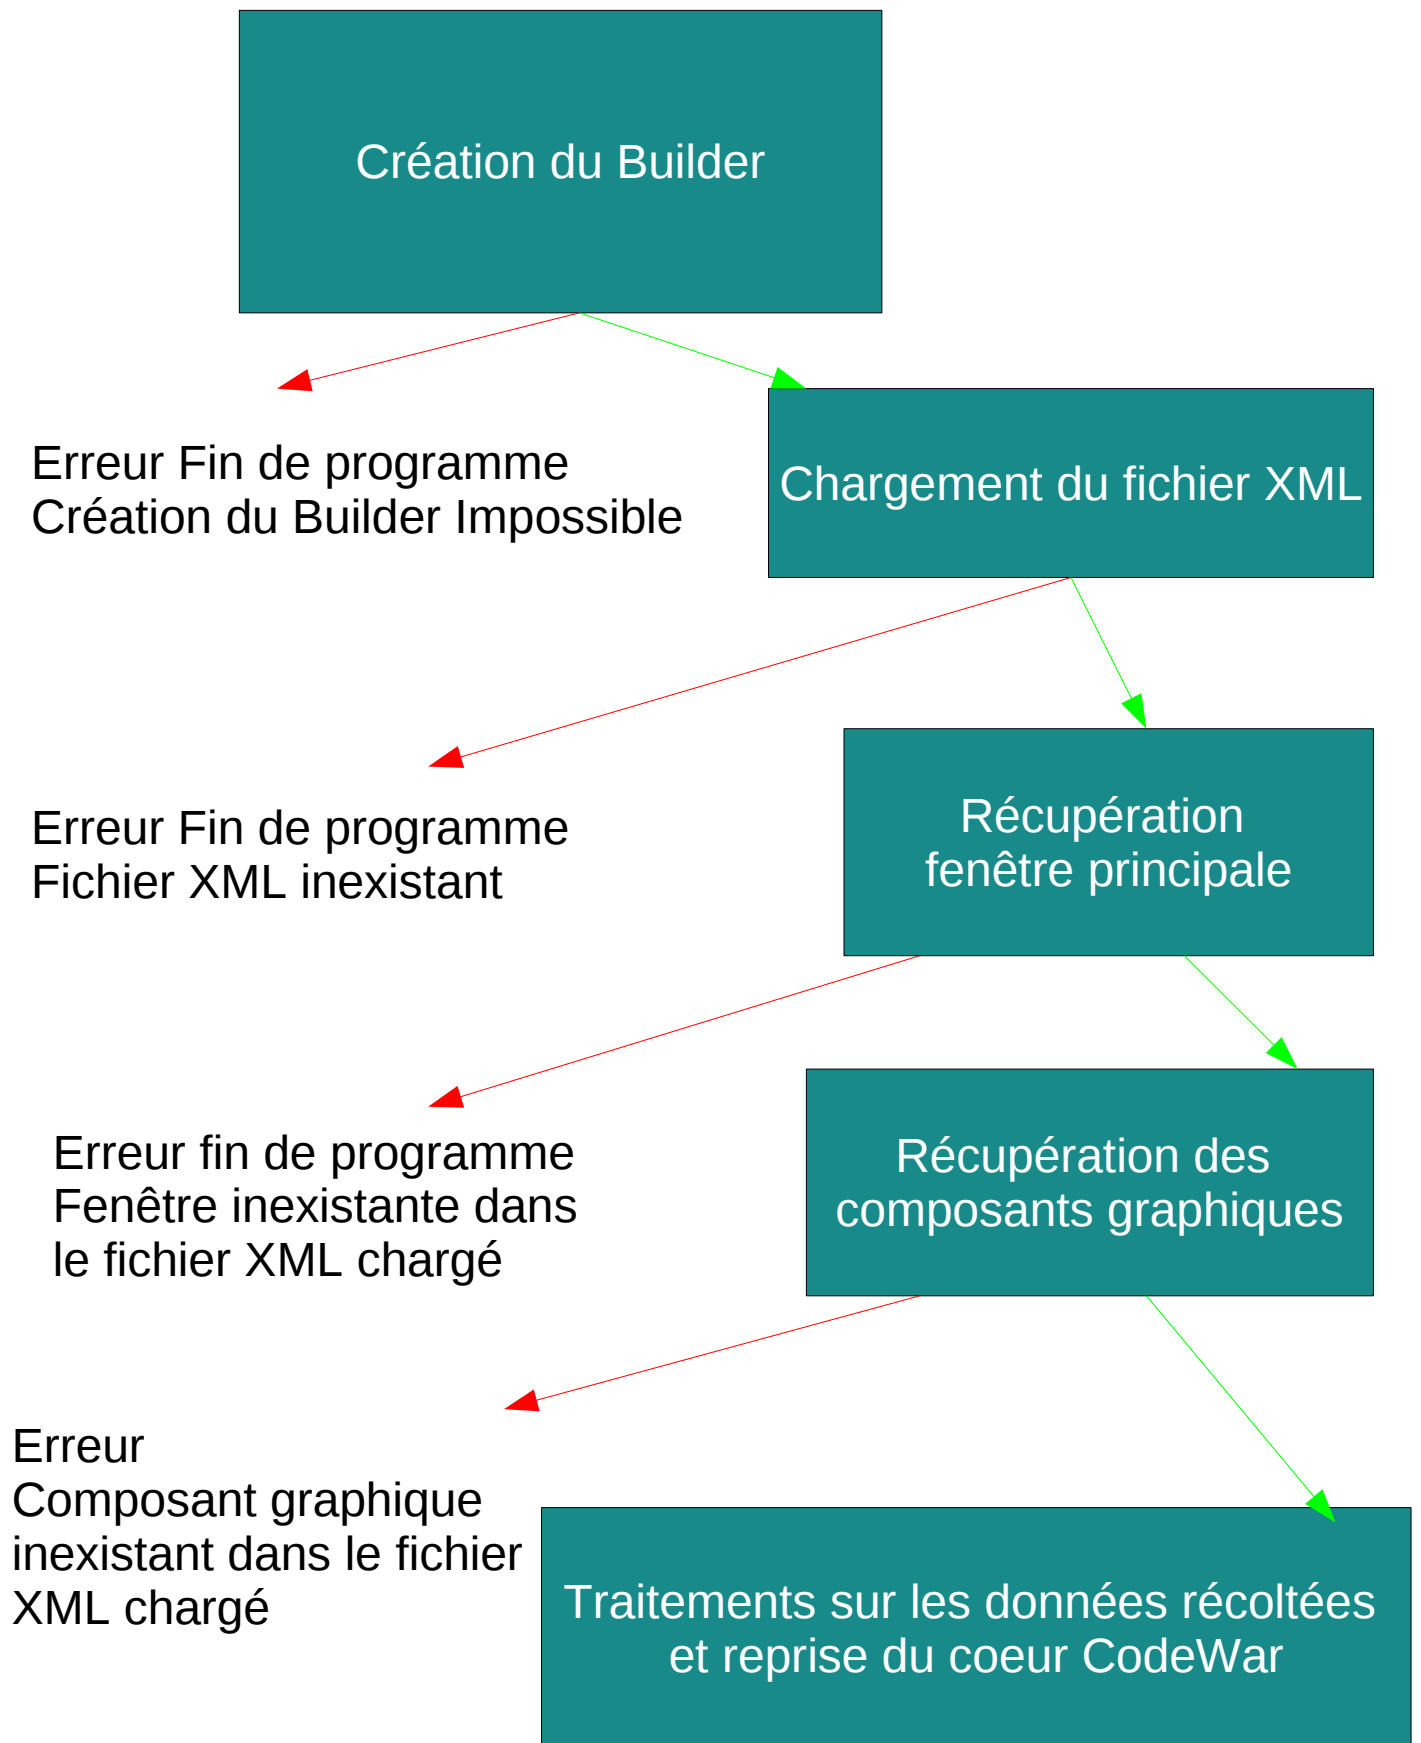 Création du Builder
Erreur Fin de programme
Création du Builder Impossible
Chargement du fichier XML
Erreur Fin de programme
Fichier XML inexistant
Récupération
fenêtre principale
Erreur fin de programme
Fenêtre inexistante dans
le fichier XML chargé
Récupération des
composants graphiques
Erreur
Composant graphique
inexistant dans le fichier
XML chargé
Traitements sur les données récoltées
et reprise du coeur CodeWar